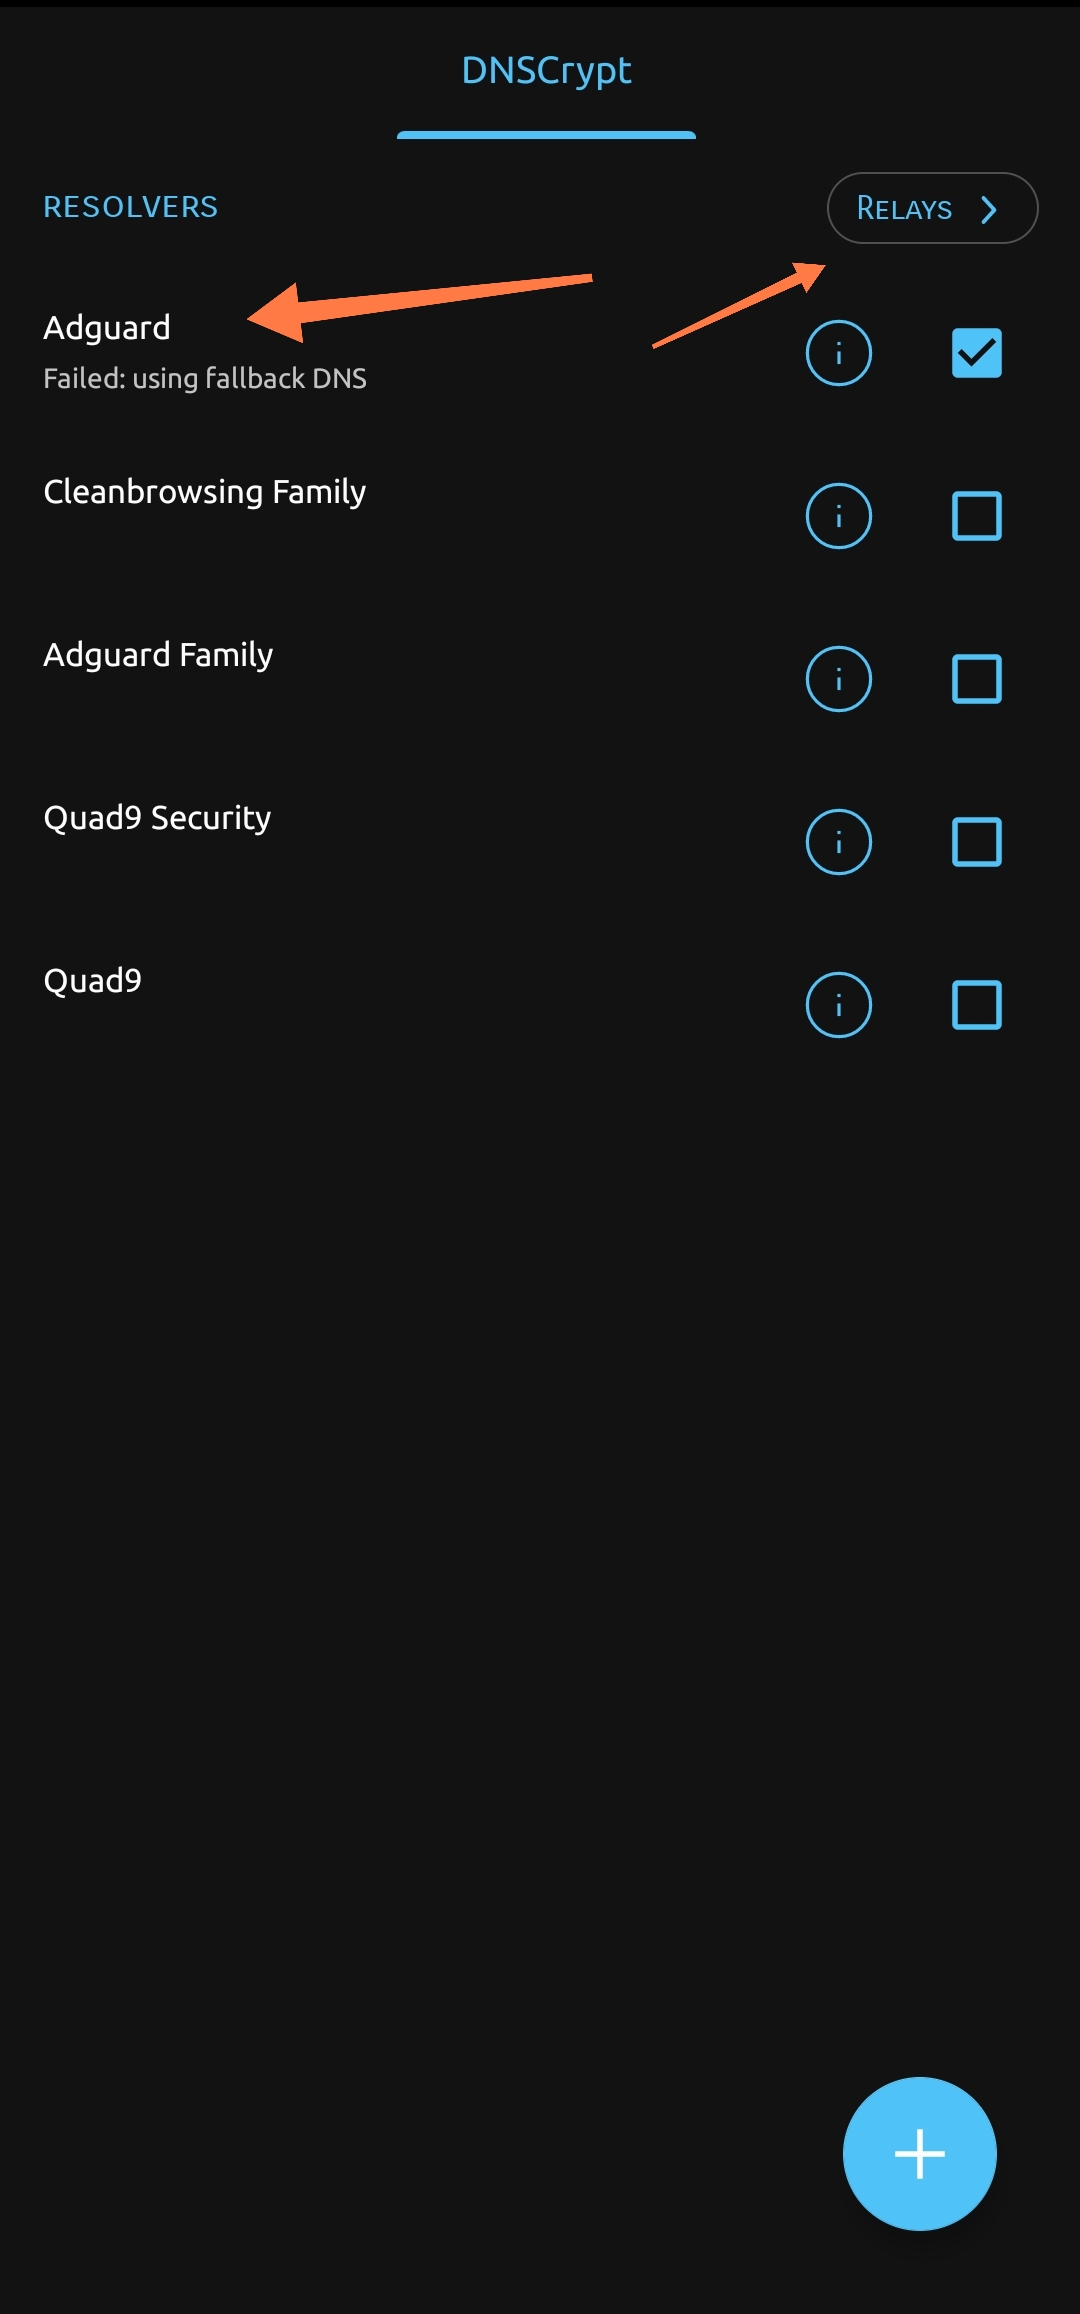 DNSCrypt
RESOLVERS
RELAYS
Adguard
Failed: using fallback DNS
Cleanbrowsing Family
Adguard Family
Quad9 Security
Quad9